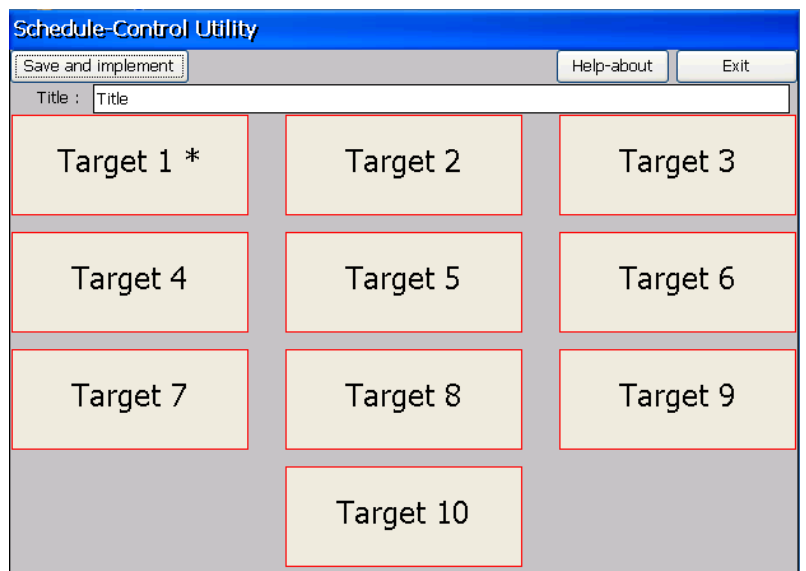 Schedule-Control Utility
Save and implement Help-about Exit
Title : Title
Target 1 * Target 2 Target 3
Target 4 Target 5 Target 6
Target 7 Target 8 Target 9
Target 10